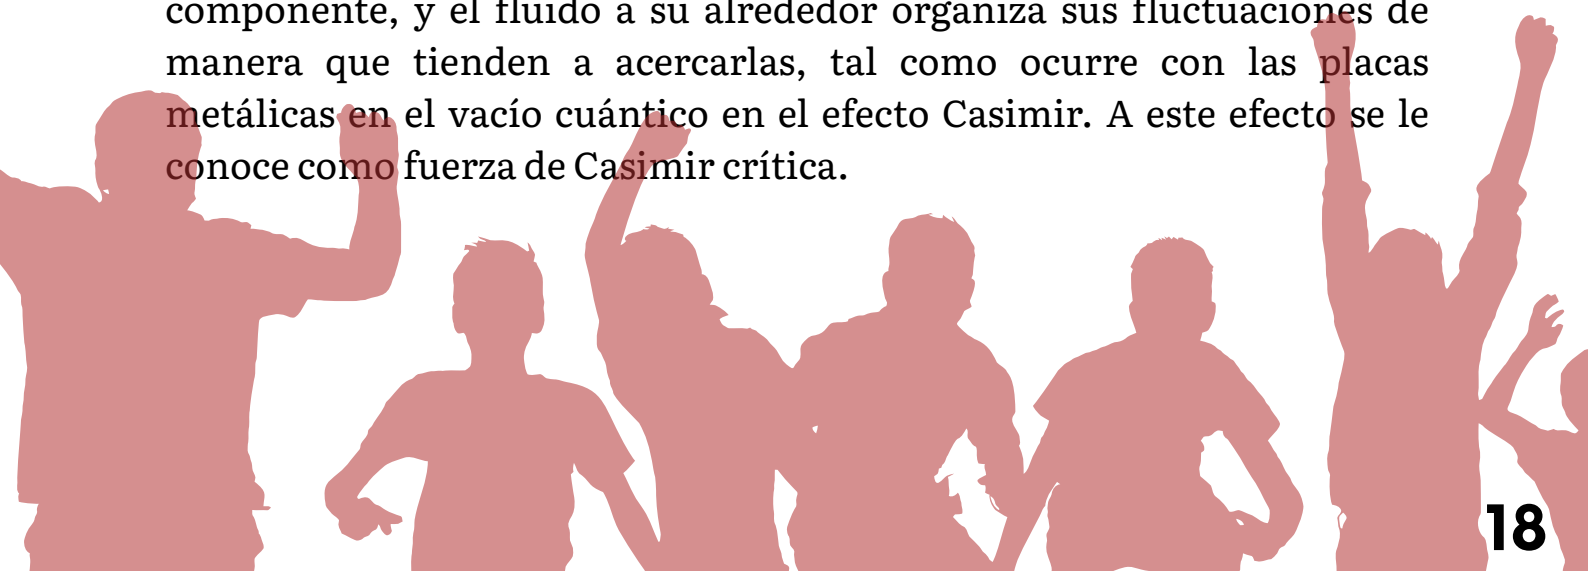 componente, y el fluido a su alrededor organiza sus fluctuaciones de
manera que tienden a acercarlas, tal como ocurre con las placas
metálicas en el vacío cuántico en el efecto Casimir. A este efecto se le
conoce como fuerza de Casimir crítica.
18